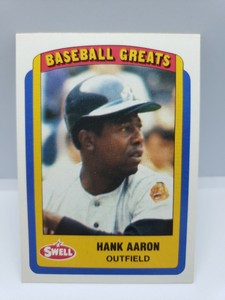 BASEBALL GREATS
SWELL
HANK AARON
OUTFIELD